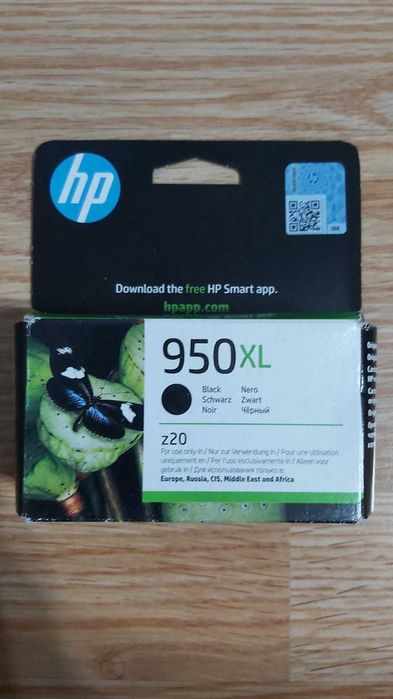 hp
Download the free HP Smart app.
hpapp.com
950XL
Black Nero
Schwarz Zwart
Noir Чёрный
z20
For use only in / Nur zur Verwendung in / Pour une utilisation
uniquement en / Per l'uso esclusivamente in / Alleen voor
gebruik in / Для использования только в:
Europe, Russia, CIS, Middle East and Africa